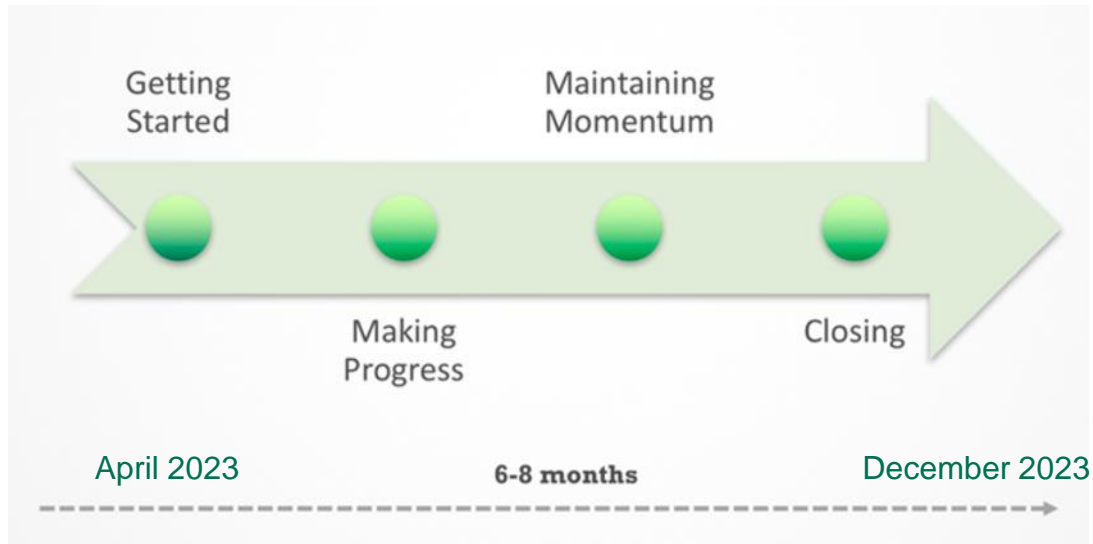 Getting
Started
Maintaining
Momentum
Making
Progress
Closing
April 2023
6-8 months
December 2023